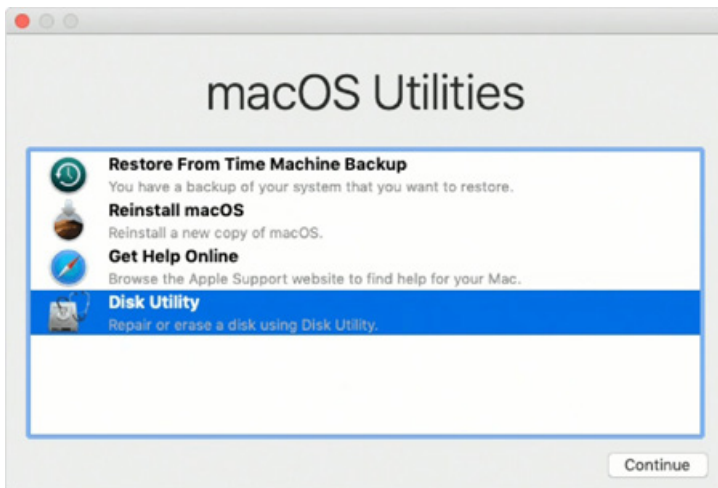 macOS Utilities
Restore From Time Machine Backup
You have a backup of your system that you want to restore.
Reinstall macOS
Reinstall a new copy of macOS.
Get Help Online
Browse the Apple Support website to find help for your Mac.
Disk Utility
Repair or erase a disk using Disk Utility.
Continue